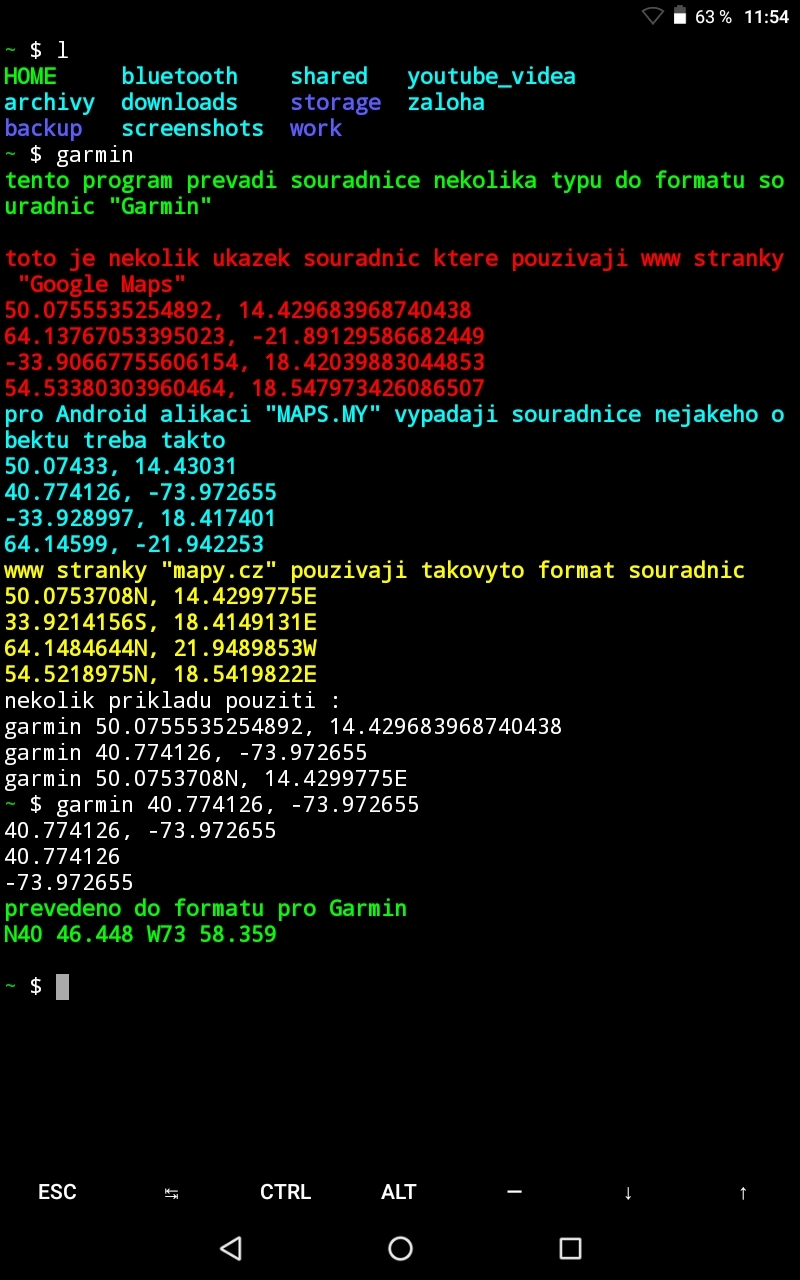 63 % 11:54
~ $ l
HOME bluetooth shared youtube_videa
archivy downloads storage zaloha
backup screenshots work
~ $ garmin
tento program prevadi souradnice nekolika typu do formatu so
uradnic "Garmin"
toto je nekolik ukazek souradnic ktere pouzivaji www stranky
"Google Maps"
50.0755535254892, 14.429683968740438
64.13767053395023, -21.89129586682449
-33.90667755606154, 18.42039883044853
54.53380303960464, 18.547973426086507
pro Android alikaci "MAPS.MY" vypadaji souradnice nejakeho o
bektu treba takto
50.07433, 14.43031
40.774126, -73.972655
-33.928997, 18.417401
64.14599, -21.942253
www stranky "mapy.cz" pouzivaji takovyto format souradnic
50.0753708N, 14.4299775E
33.9214156S, 18.4149131E
64.1484644N, 21.9489853W
54.5218975N, 18.5419822E
nekolik prikladu pouziti :
garmin 50.0755535254892, 14.429683968740438
garmin 40.774126, -73.972655
garmin 50.0753708N, 14.4299775E
~ $ garmin 40.774126, -73.972655
40.774126, -73.972655
40.774126
-73.972655
prevedeno do formatu pro Garmin
N40 46.448 W73 58.359
~ $
ESC ↹ CTRL ALT — ↓ ↑